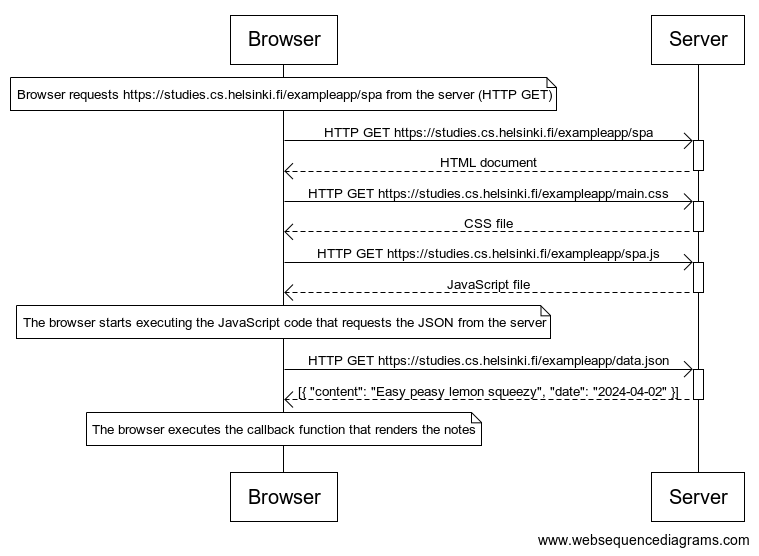 Browser
Server
Browser requests https://studies.cs.helsinki.fi/exampleapp/spa from the server (HTTP GET)
HTTP GET https://studies.cs.helsinki.fi/exampleapp/spa
HTML document
HTTP GET https://studies.cs.helsinki.fi/exampleapp/main.css
CSS file
HTTP GET https://studies.cs.helsinki.fi/exampleapp/spa.js
JavaScript file
The browser starts executing the JavaScript code that requests the JSON from the server
HTTP GET https://studies.cs.helsinki.fi/exampleapp/data.json
[{ "content": "Easy peasy lemon squeezy", "date": "2024-04-02" }]
The browser executes the callback function that renders the notes
Browser
Server
www.websequencediagrams.com